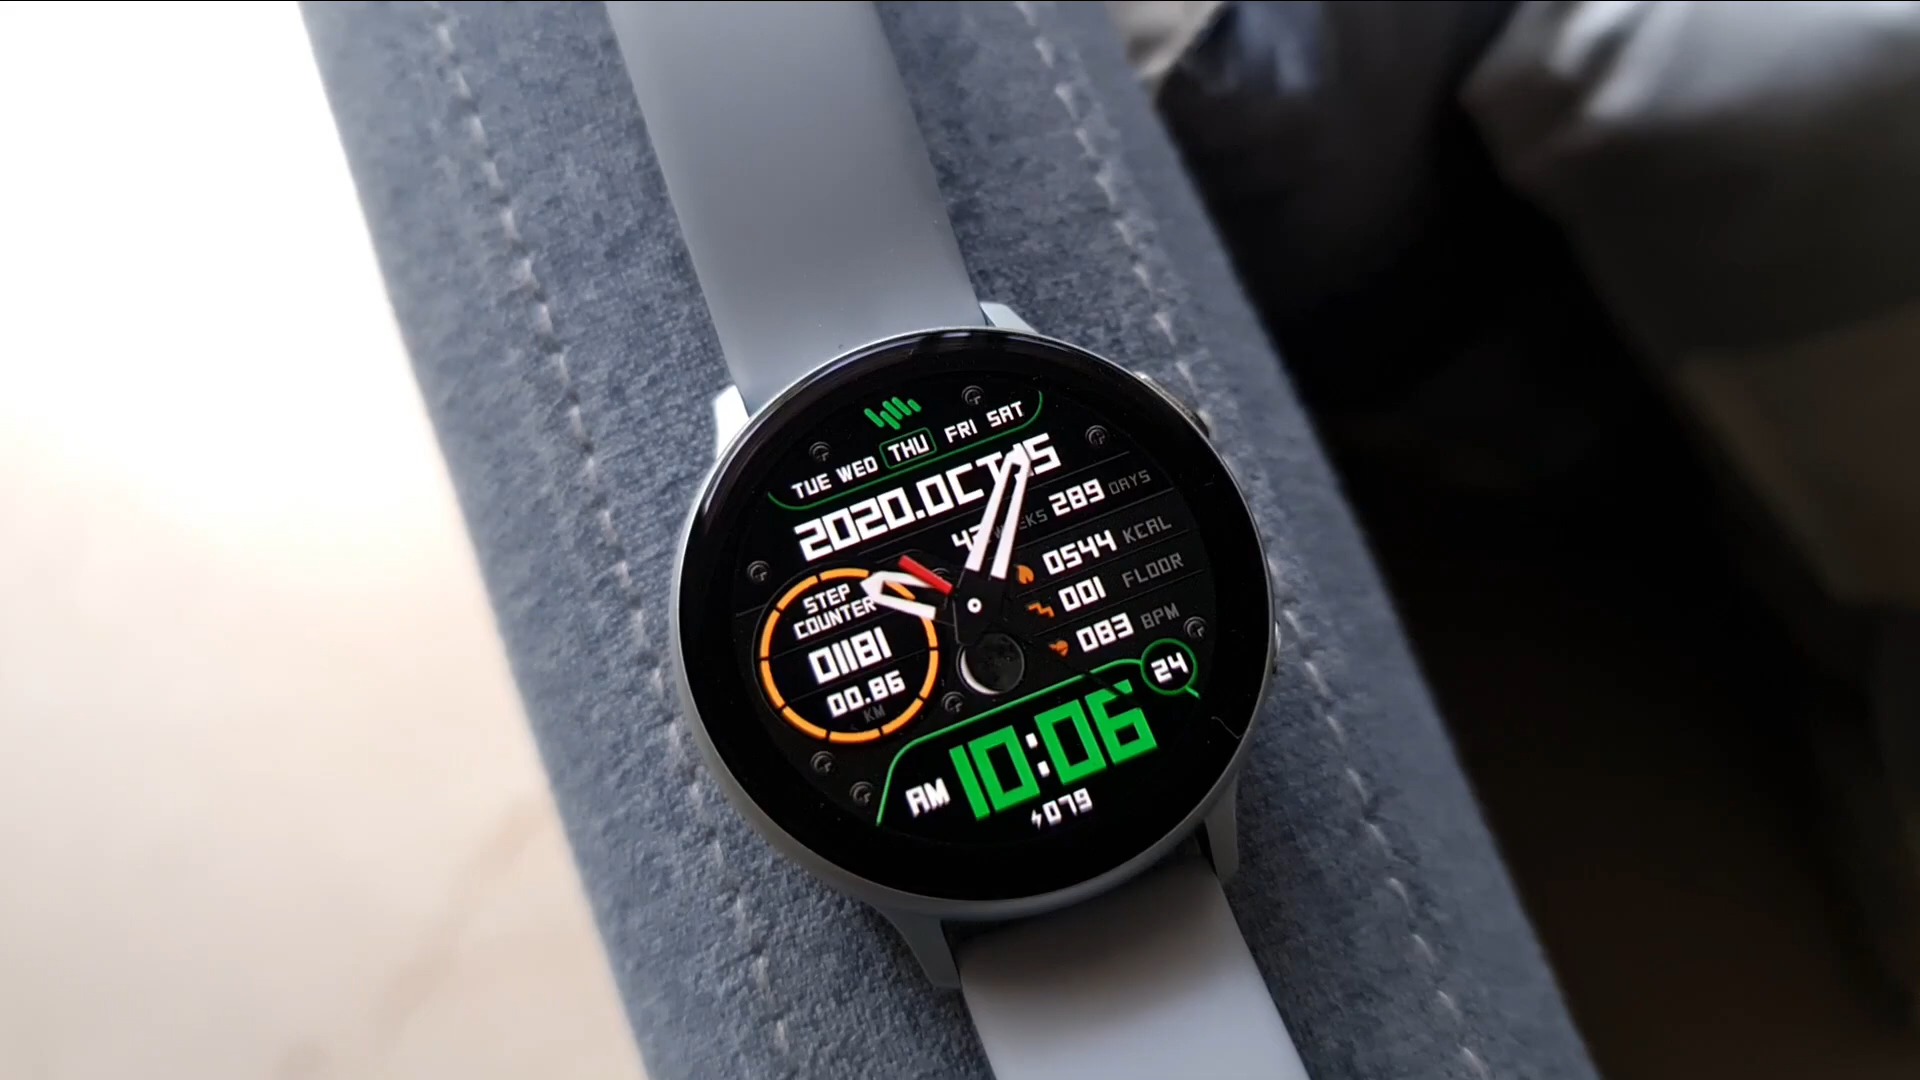 TUE WED THU FRI SAT
2020.OCT.15
289 DAYS
0544 KCAL
001 FLOOR
083 BPM
STEP
COUNTER
01181
00.86
KM
24
AM 10:06
079